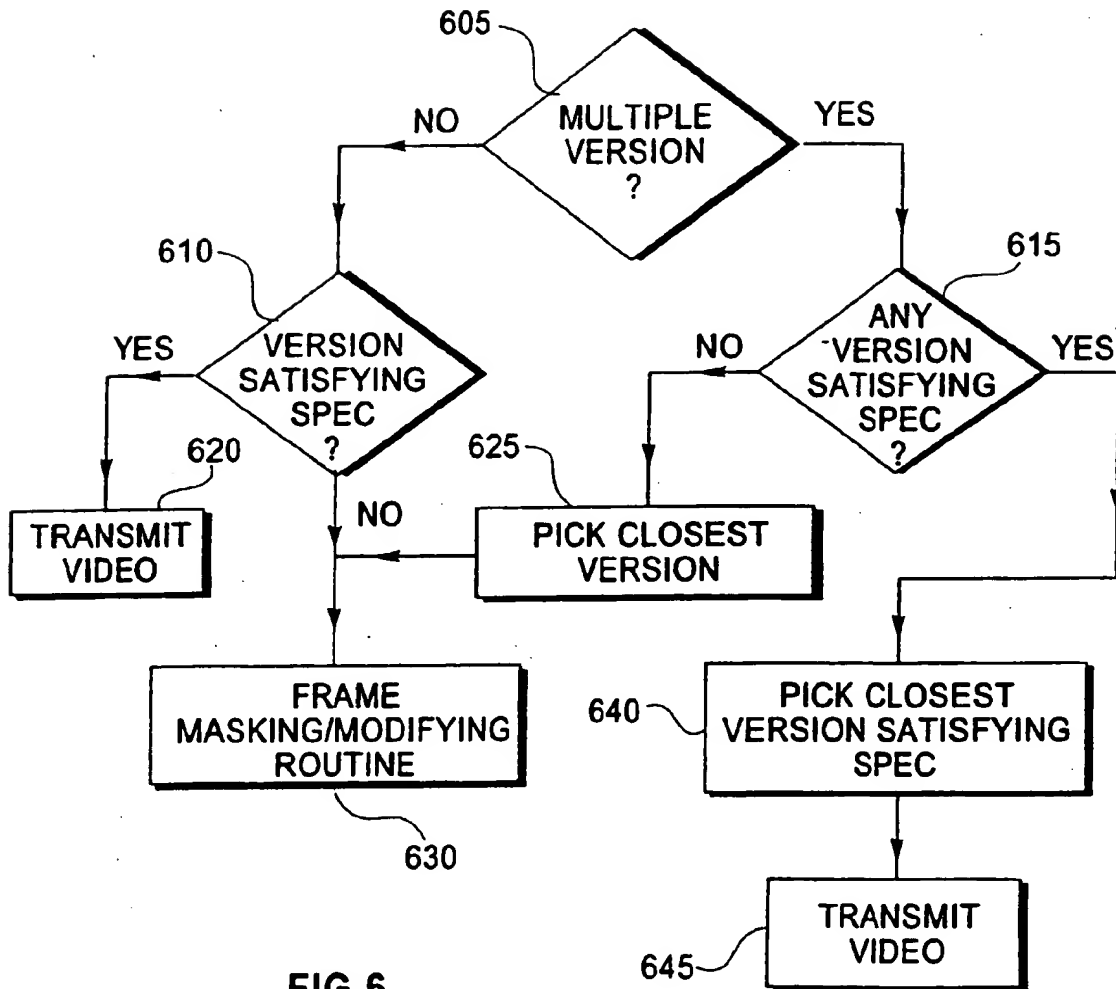 605
MULTIPLE
VERSION
?
NO
YES
610
VERSION
SATISFYING
SPEC
?
YES
NO
615
ANY
VERSION
SATISFYING
SPEC
?
NO
YES
620
TRANSMIT
VIDEO
625
PICK CLOSEST
VERSION
FRAME
MASKING/MODIFYING
ROUTINE
630
640
PICK CLOSEST
VERSION SATISFYING
SPEC
TRANSMIT
VIDEO
645
FIG 6